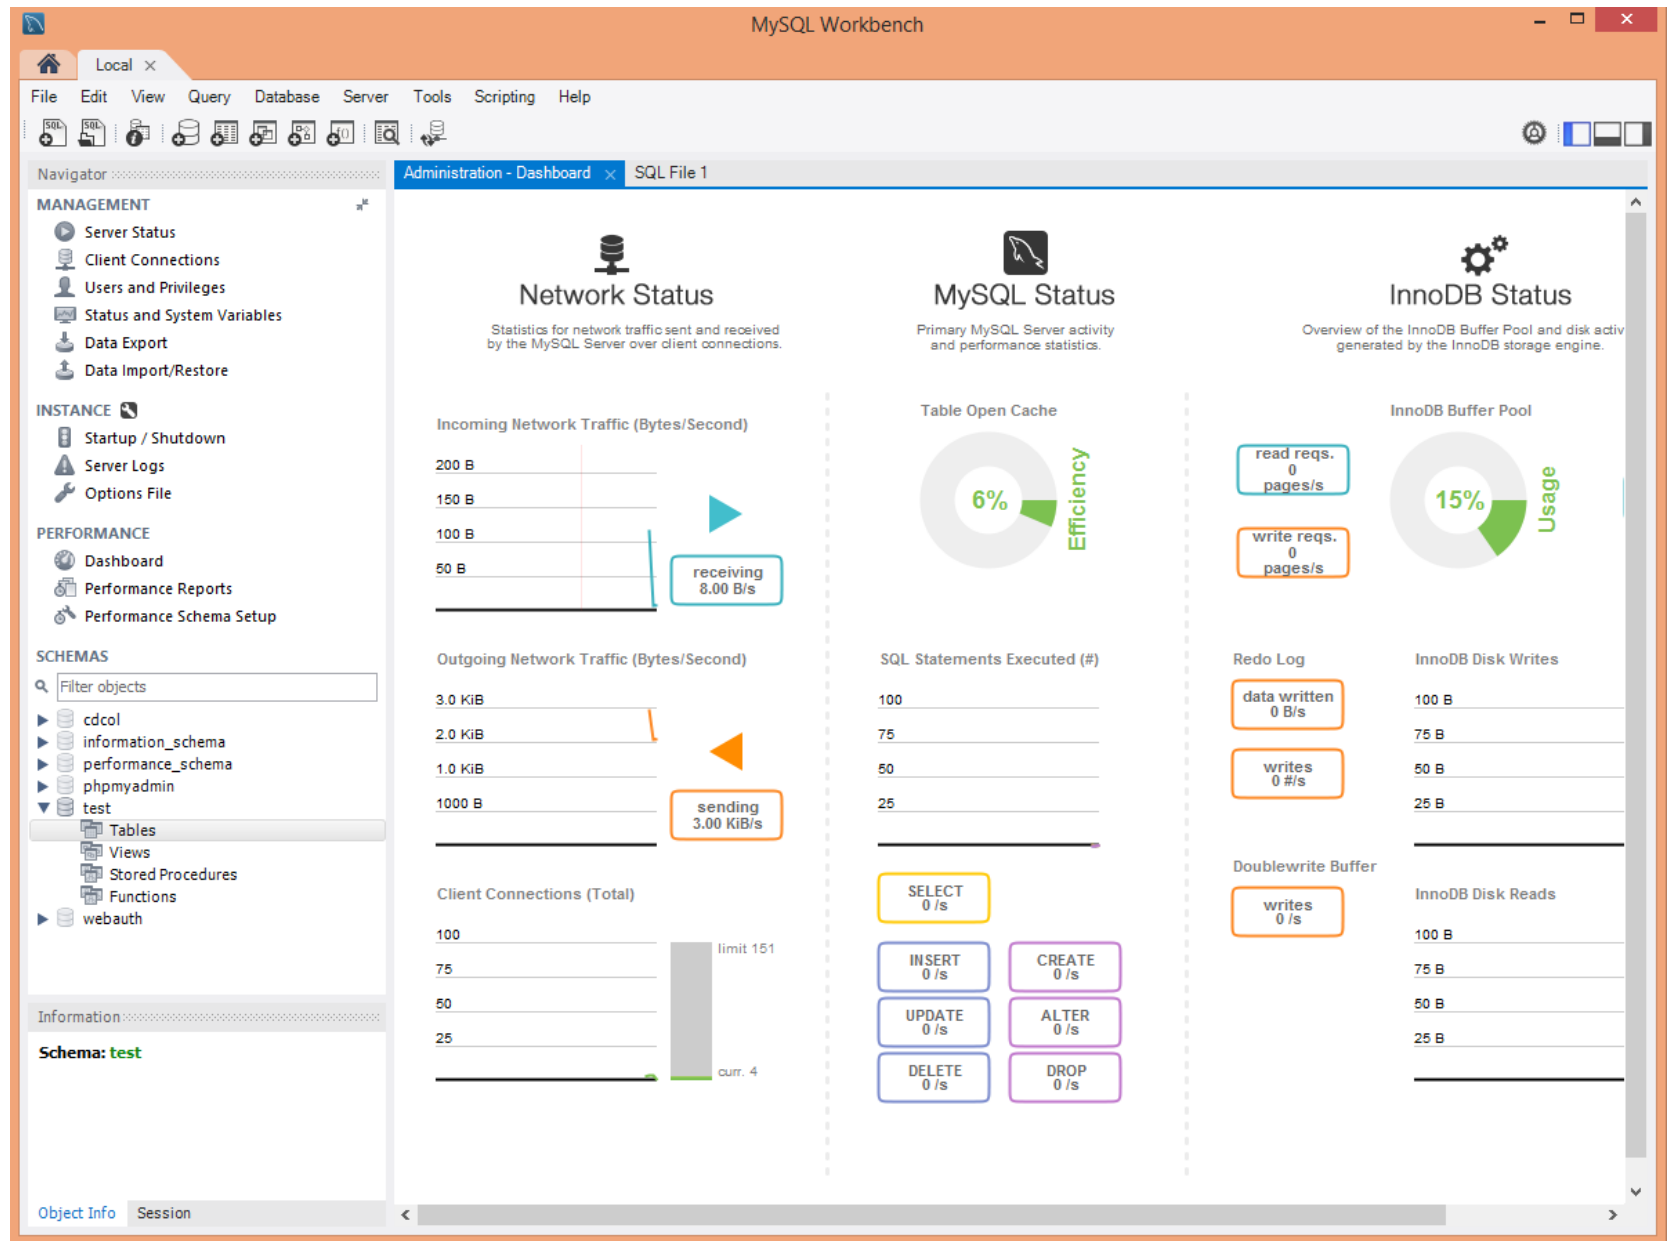 MySQL Workbench
Local
File Edit View Query Database Server Tools Scripting Help
SQL SQL
Navigator
MANAGEMENT
Server Status
Client Connections
Users and Privileges
Status and System Variables
Data Export
Data Import/Restore
INSTANCE
Startup / Shutdown
Server Logs
Options File
PERFORMANCE
Dashboard
Performance Reports
Performance Schema Setup
SCHEMAS
Filter objects
cdcol
information_schema
performance_schema
phpmyadmin
test
Tables
Views
Stored Procedures
Functions
webauth
Information
Schema: test
Object Info Session
Administration - Dashboard SQL File 1
Network Status
Statistics for network traffic sent and received
by the MySQL Server over client connections.
Incoming Network Traffic (Bytes/Second)
200 B
150 B
100 B
50 B
receiving
8.00 B/s
Outgoing Network Traffic (Bytes/Second)
3.0 KiB
2.0 KiB
1.0 KiB
1000 B
sending
3.00 KiB/s
Client Connections (Total)
100
75
50
25
limit 151
curr. 4
MySQL Status
Primary MySQL Server activity
and performance statistics.
Table Open Cache
6%
Efficiency
SQL Statements Executed (#)
100
75
50
25
SELECT
0 /s
INSERT
0 /s
CREATE
0 /s
UPDATE
0 /s
ALTER
0 /s
DELETE
0 /s
DROP
0 /s
InnoDB Status
Overview of the InnoDB Buffer Pool and disk activ
generated by the InnoDB storage engine.
InnoDB Buffer Pool
read reqs.
0
pages/s
write reqs.
0
pages/s
15%
Usage
Redo Log
data written
0 B/s
writes
0 #/s
Doublewrite Buffer
writes
0 /s
InnoDB Disk Writes
100 B
75 B
50 B
25 B
InnoDB Disk Reads
100 B
75 B
50 B
25 B